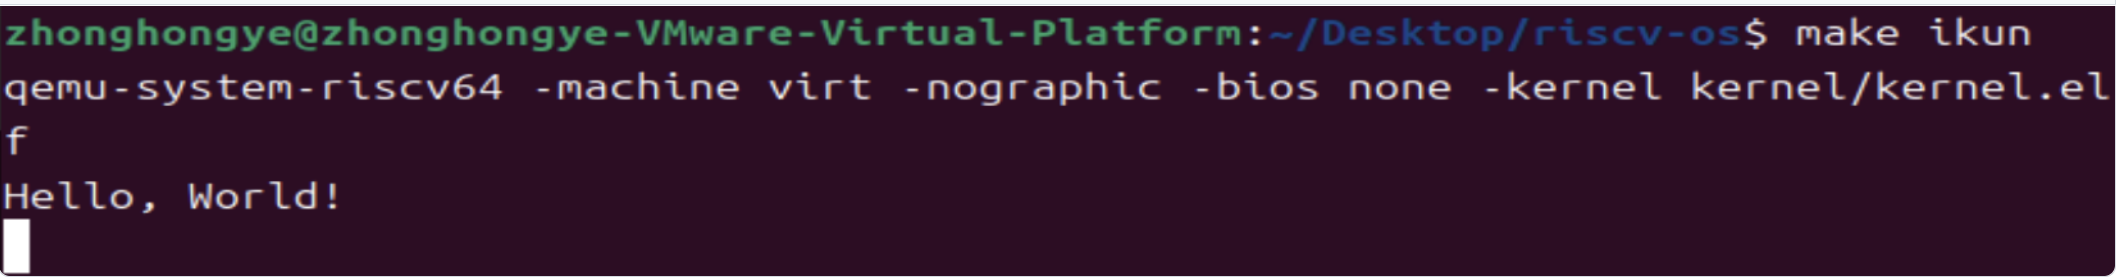 zhonghongye@zhonghongye-VMware-Virtual-Platform:~/Desktop/riscv-os$ make ikun
qemu-system-riscv64 -machine virt -nographic -bios none -kernel kernel/kernel.el
f
Hello, World!